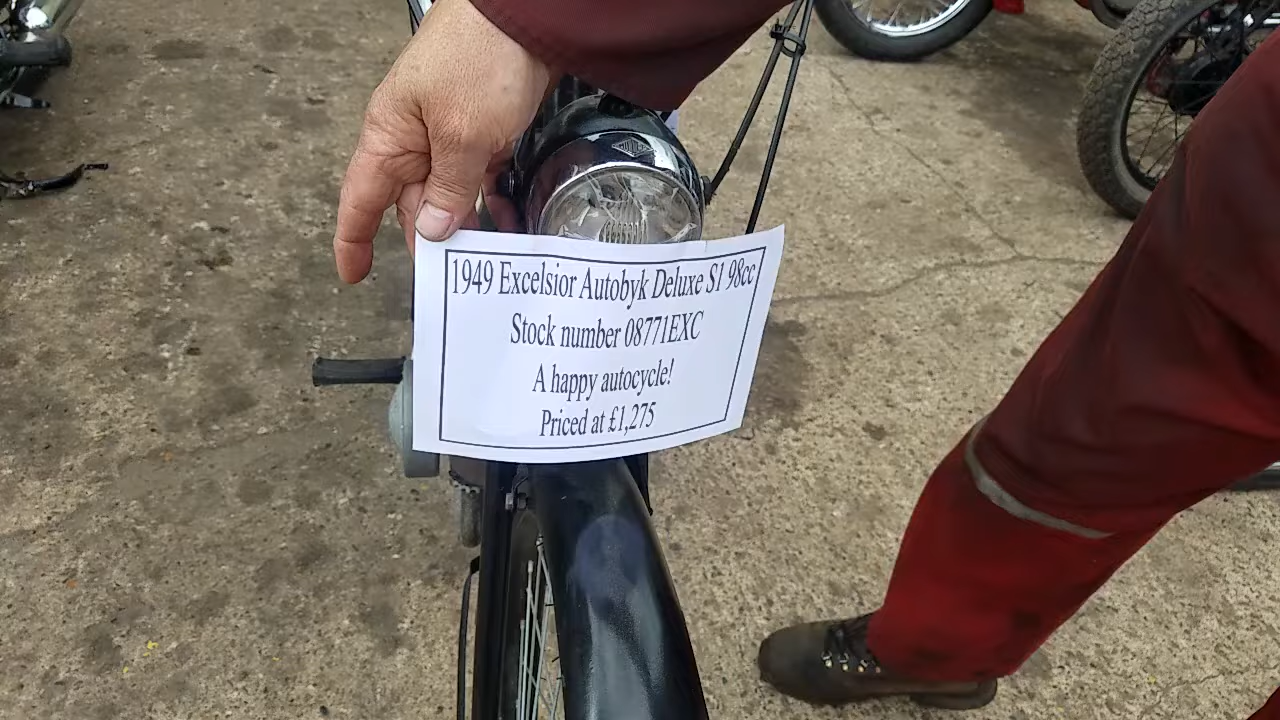 1949 Excelsior Autobyk Deluxe S1 98cc
Stock number 08771EXC
A happy autocycle!
Priced at £1,275